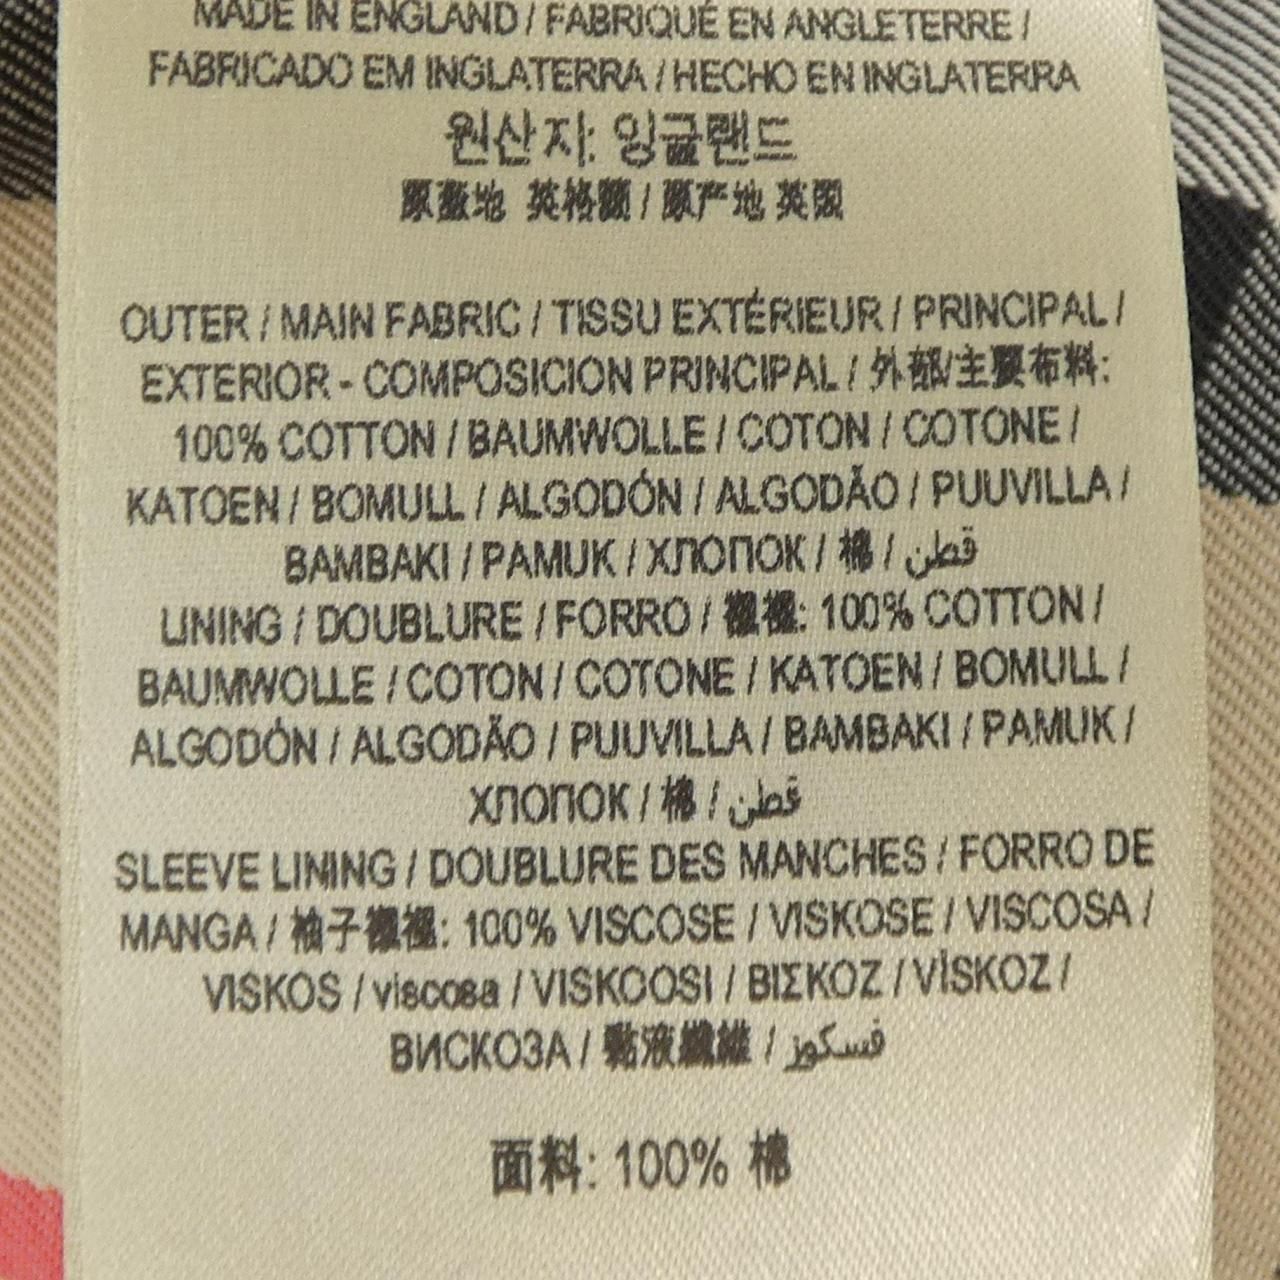 MADE IN ENGLAND / FABRIQUÉ EN ANGLETERRE /
FABRICADO EM INGLATERRA / HECHO EN INGLATERRA
원산지: 잉글랜드
原産地 英格蘭 / 原产地 英国
OUTER / MAIN FABRIC / TISSU EXTÉRIEUR / PRINCIPAL /
EXTERIOR - COMPOSICION PRINCIPAL / 外部/主要布料:
100% COTTON / BAUMWOLLE / COTON / COTONE /
KATOEN / BOMULL / ALGODÓN / ALGODÃO / PUUVILLA /
BAMBAKI / PAMUK / ХЛОПОК / 棉 / قطن
LINING / DOUBLURE / FORRO / 襯裡: 100% COTTON /
BAUMWOLLE / COTON / COTONE / KATOEN / BOMULL /
ALGODÓN / ALGODÃO / PUUVILLA / BAMBAKI / PAMUK /
ХЛОПОК / 棉 / قطن
SLEEVE LINING / DOUBLURE DES MANCHES / FORRO DE
MANGA / 袖子襯裡: 100% VISCOSE / VISKOSE / VISCOSA /
VISKOS / viscosa / VISKOOSI / ΒΙΣΚΟΖ / VİSKOZ /
ВИСКОЗА / 黏液纖維 / فسكوز
面料: 100% 棉